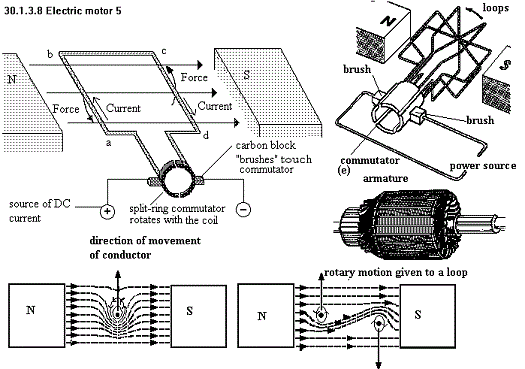 30.1.3.8 Electric motor 5
N
b
c
Force
Current
S
Force
Current
a
d
carbon block
"brushes" touch
commutator
source of DC
current
+
−
split-ring commutator
rotates with the coil
N
loops
S
brush
brush
commutator
power source
(e)
armature
direction of movement
of conductor
N
S
rotary motion given to a loop
N
S